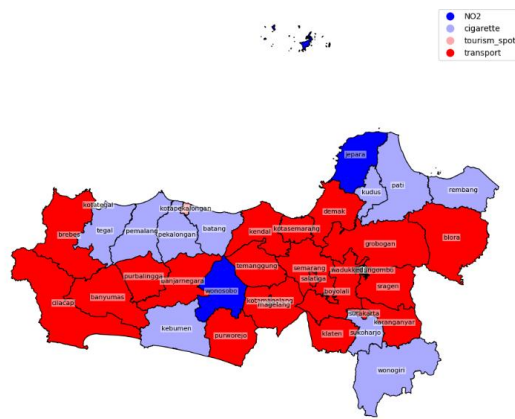 NO2
cigarette
tourism_spot
transport
jepara
kudus
pati
rembang
kotategal
brebes
tegal
pemalang
pekalongan
batang
kendal
kotasemarang
demak
grobogan
blora
temanggung
semarang
salatiga
boyolali
sragen
purbalingga
banjarnegara
wonosobo
cilacap
banyumas
magelang
kebumen
purworejo
klaten
surakarta
sukoharjo
karanganyar
wonogiri